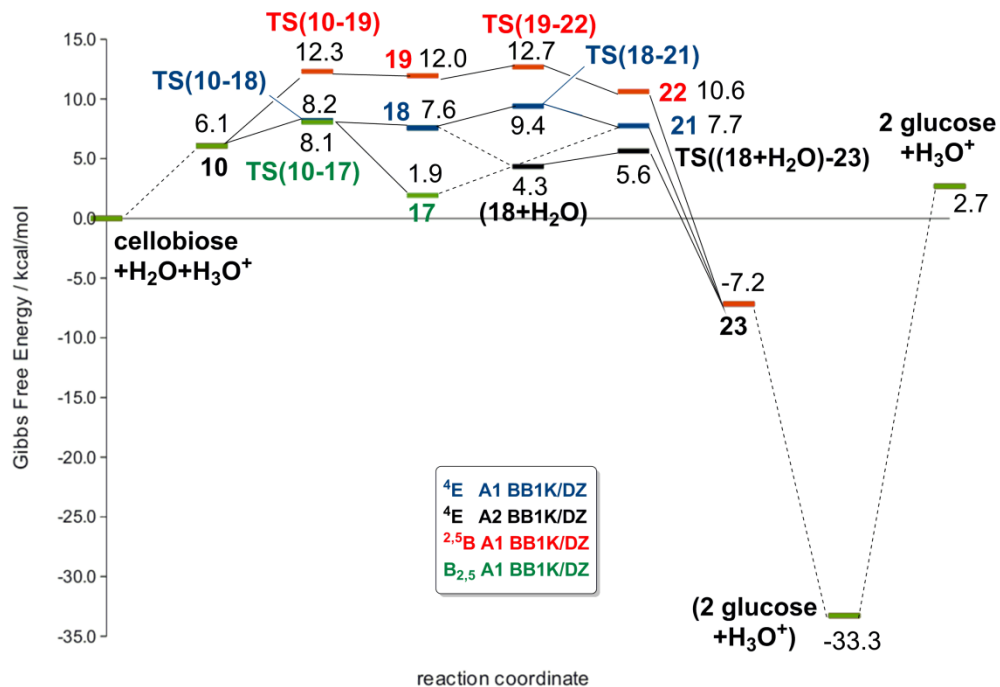 TS(10-19)
TS(19-22)
15.0
12.3
19
12.0
12.7
TS(18-21)
TS(10-18)
10.0
8.2
18
7.6
9.4
22 10.6
6.1
21 7.7
2 glucose
+H₃O⁺
10
8.1
TS((18+H₂O)-23)
5.0
TS(10-17)
1.9
4.3
5.6
17
(18+H₂O)
2.7
0.0
cellobiose
+H₂O+H₃O⁺
-5.0
-7.2
23
-10.0
-15.0
-20.0
-25.0
-30.0
-35.0
Gibbs Free Energy / kcal/mol
⁴E A1 BB1K/DZ
⁴E A2 BB1K/DZ
²,⁵B A1 BB1K/DZ
B₂,₅ A1 BB1K/DZ
(2 glucose
+H₃O⁺)
-33.3
reaction coordinate